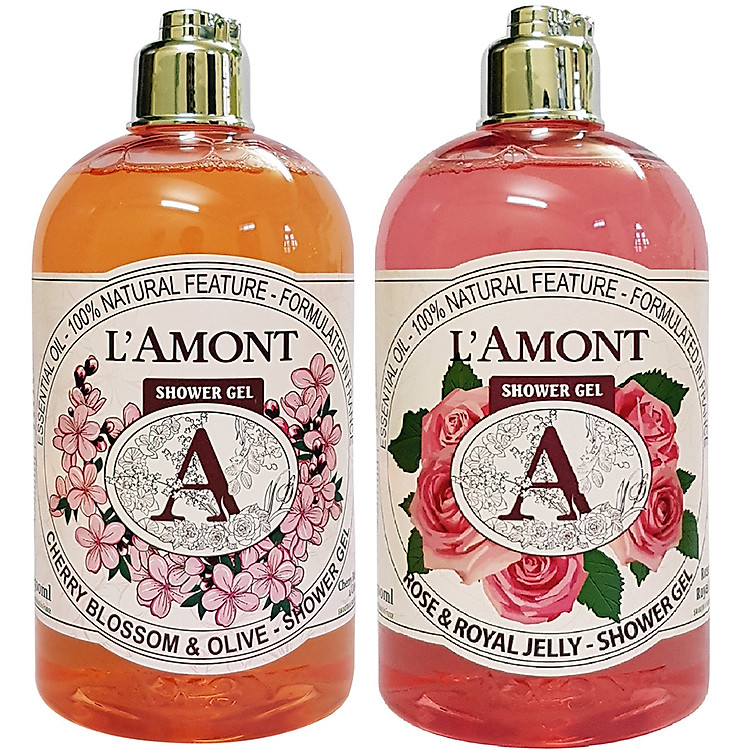 ESSENTIAL OIL - 100% NATURAL FEATURE - FORMULATED IN FRANCE
L'AMONT
SHOWER GEL
A
CHERRY BLOSSOM & OLIVE - SHOWER GEL
ESSENTIAL OIL - 100% NATURAL FEATURE - FORMULATED IN FRANCE
L'AMONT
SHOWER GEL
A
ROSE & ROYAL JELLY - SHOWER GEL